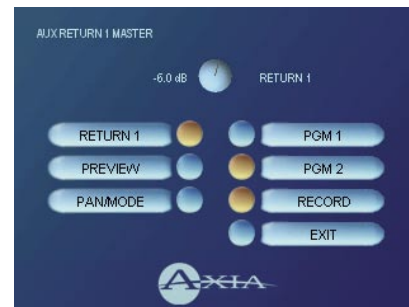 AUX RETURN 1 MASTER
-6.0 dB RETURN 1
RETURN 1 PGM 1
PREVIEW PGM 2
PAN/MODE RECORD
EXIT
AXIA